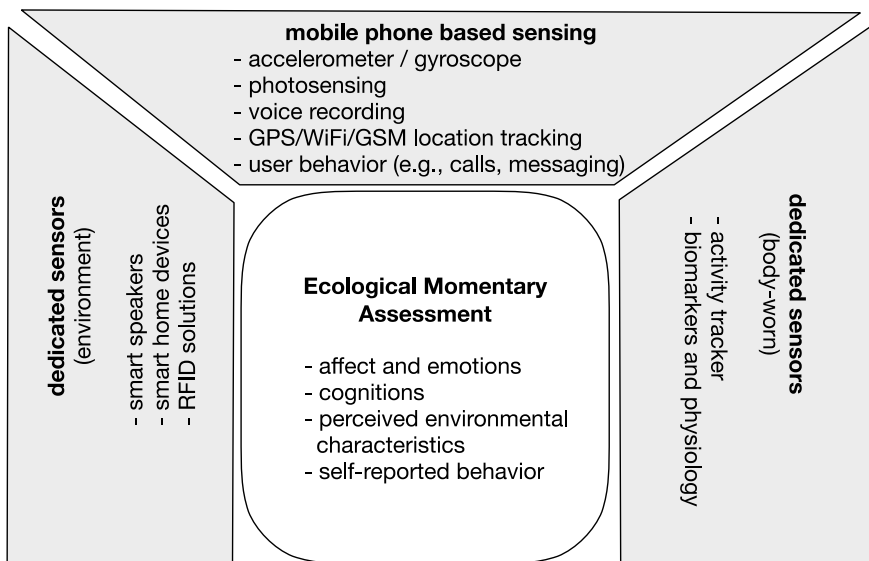 mobile phone based sensing
- accelerometer / gyroscope
- photosensing
- voice recording
- GPS/WiFi/GSM location tracking
- user behavior (e.g., calls, messaging)
dedicated sensors
(environment)
- smart speakers
- smart home devices
- RFID solutions
Ecological Momentary
Assessment
- affect and emotions
- cognitions
- perceived environmental
characteristics
- self-reported behavior
dedicated sensors
(body-worn)
- activity tracker
- biomarkers and physiology